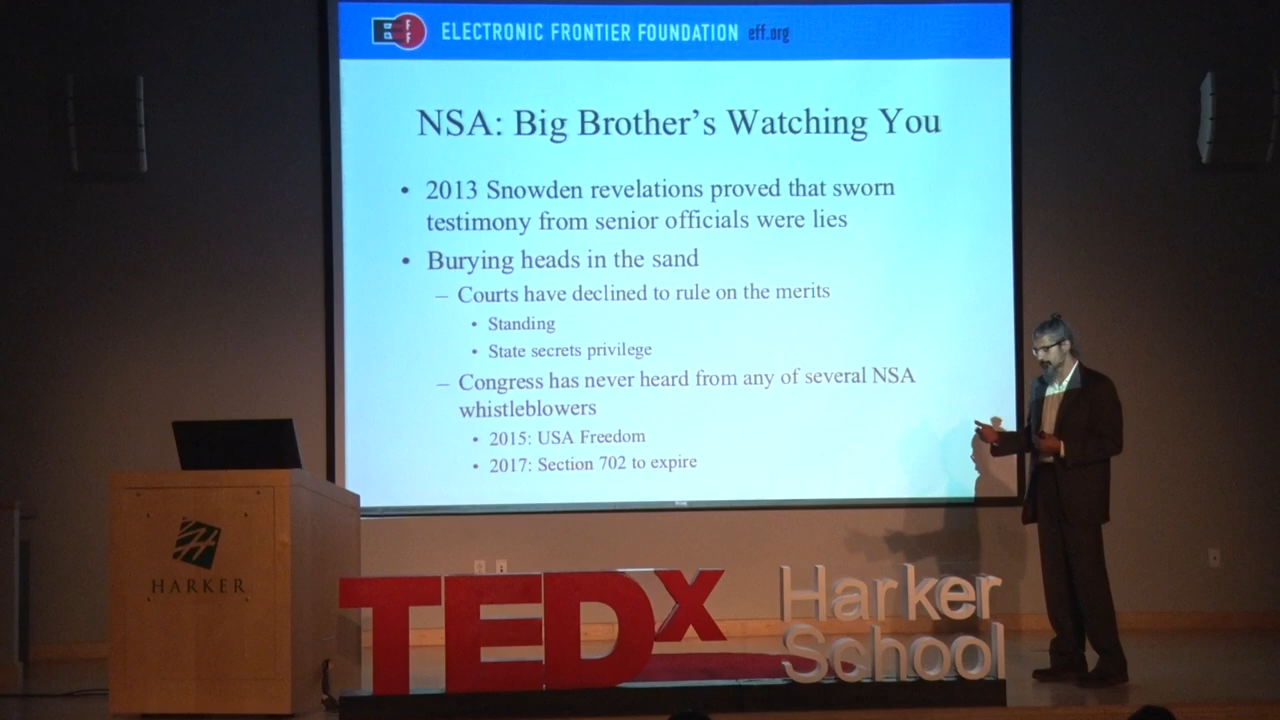 EFF ELECTRONIC FRONTIER FOUNDATION eff.org
NSA: Big Brother's Watching You
• 2013 Snowden revelations proved that sworn
testimony from senior officials were lies
• Burying heads in the sand
– Courts have declined to rule on the merits
• Standing
• State secrets privilege
– Congress has never heard from any of several NSA
whistleblowers
• 2015: USA Freedom
• 2017: Section 702 to expire
HARKER
TEDx
Harker
School